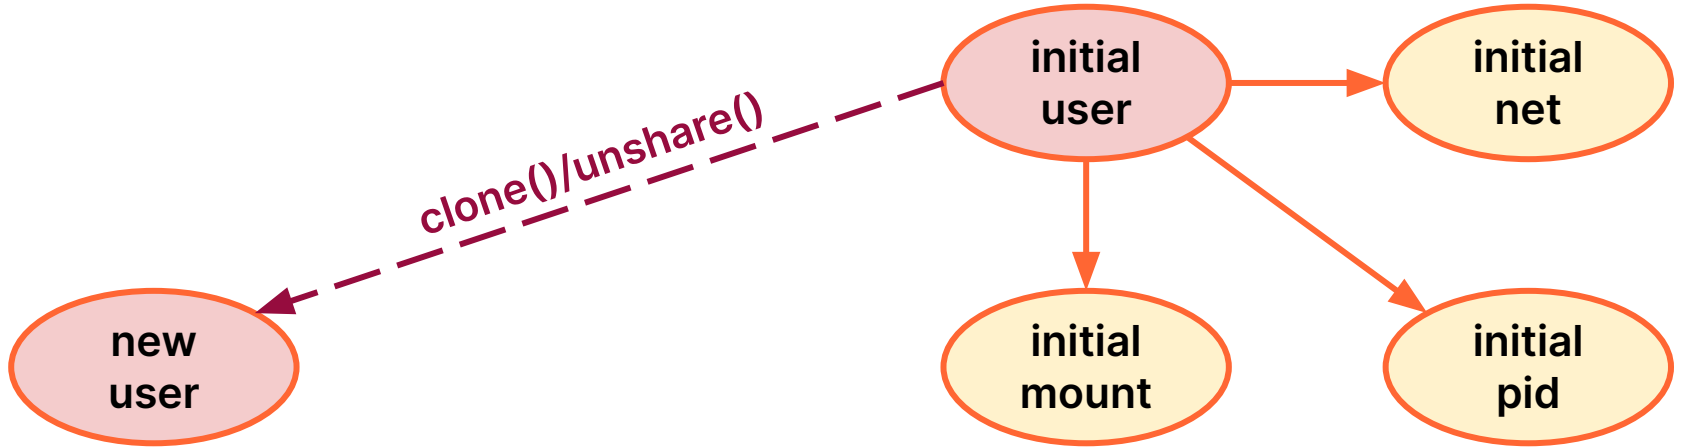 initial
user
initial
net
clone()/unshare()
new
user
initial
mount
initial
pid